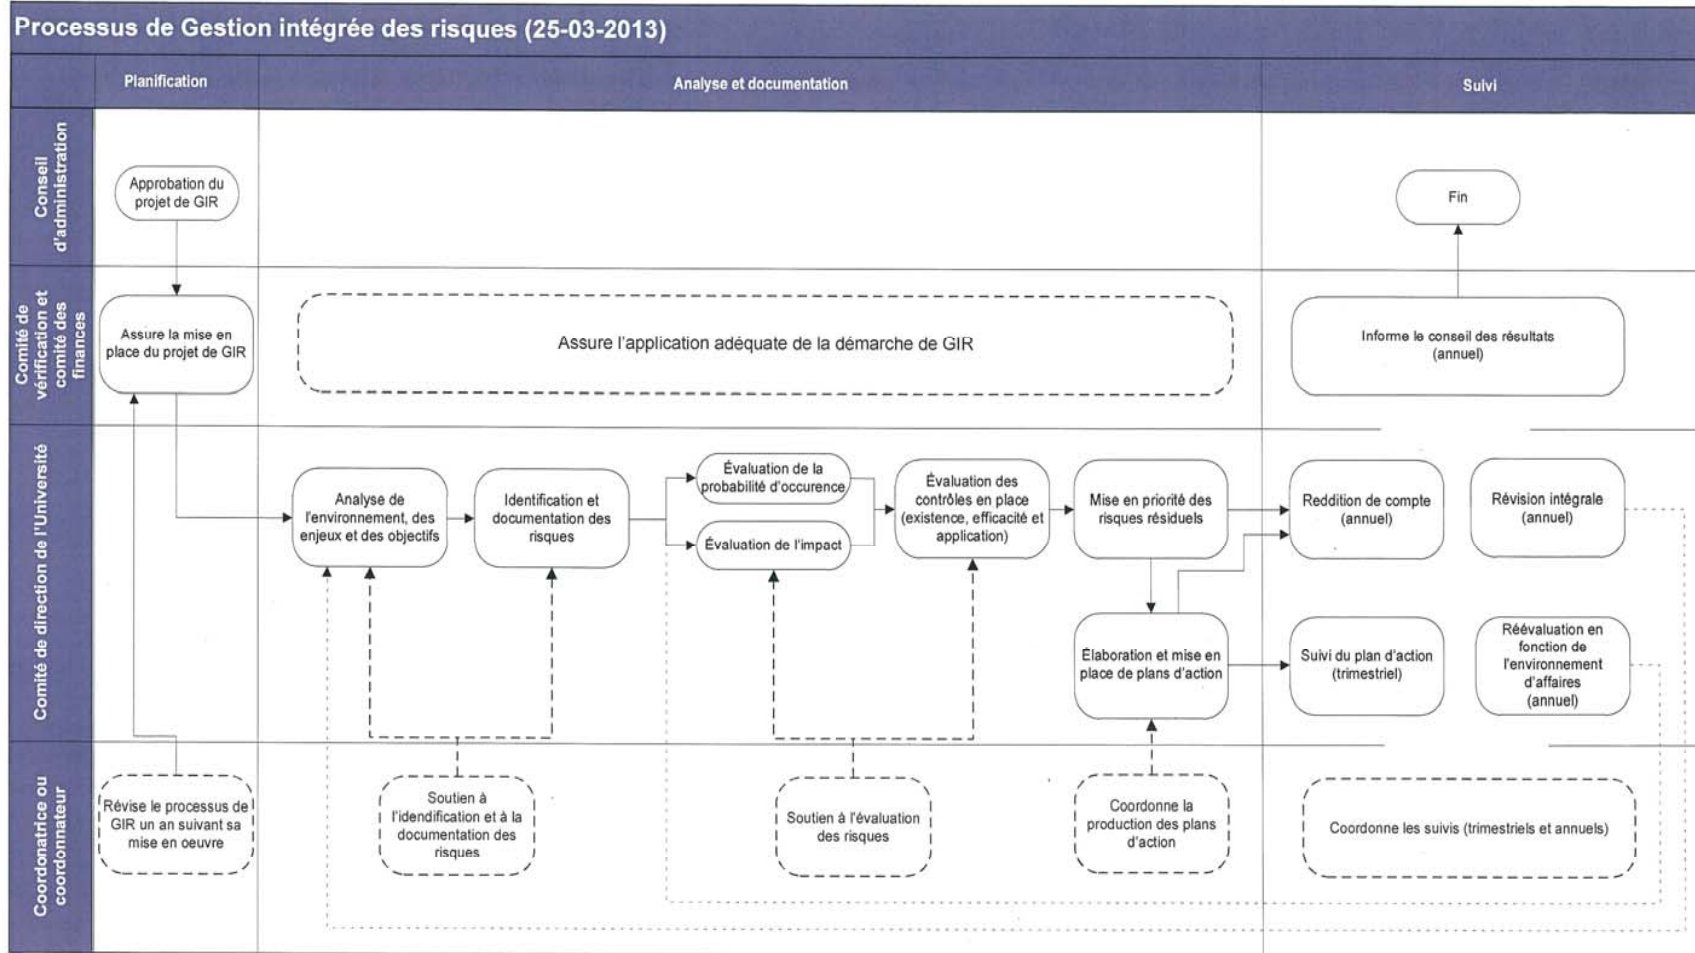 Processus de Gestion intégrée des risques (25-03-2013)
Planification
Analyse et documentation
Suivi
Conseil
d'administration
Approbation du
projet de GIR
Fin
Comité de
vérification et
comité des
finances
Assure la mise en
place du projet de GIR
Assure l'application adéquate de la démarche de GIR
Informe le conseil des résultats
(annuel)
Comité de direction de l'Université
Analyse de
l'environnement, des
enjeux et des objectifs
Identification et
documentation des
risques
Évaluation de la
probabilité d'occurence
Évaluation de l'impact
Évaluation des
contrôles en place
(existence, efficacité et
application)
Mise en priorité des
risques résiduels
Reddition de compte
(annuel)
Révision intégrale
(annuel)
Élaboration et mise en
place de plans d'action
Suivi du plan d'action
(trimestriel)
Réévaluation en
fonction de
l'environnement
d'affaires
(annuel)
Coordonatrice ou
coordonnateur
Révise le processus de
GIR un an suivant sa
mise en oeuvre
Soutien à
l'idendification et à la
documentation des
risques
Soutien à l'évaluation
des risques
Coordonne la
production des plans
d'action
Coordonne les suivis (trimestriels et annuels)